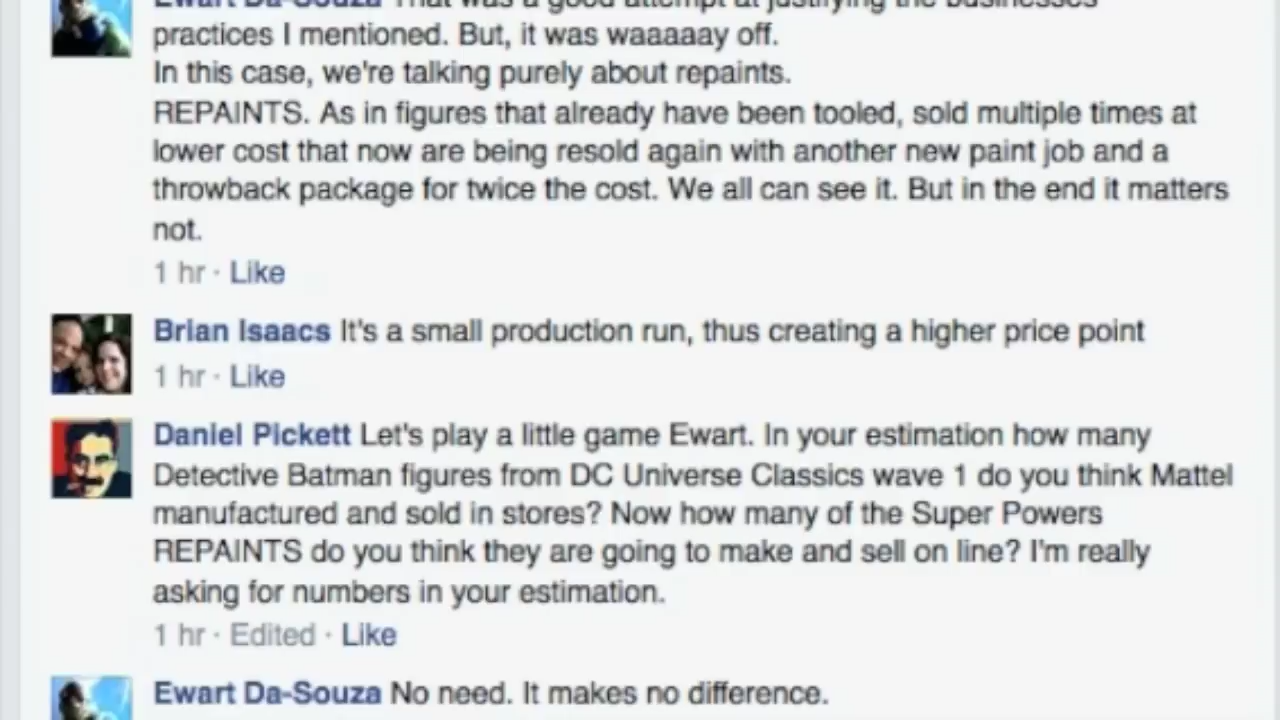 Ewart Da-Souza That was a good attempt at justifying the businesses
practices I mentioned. But, it was waaaaay off.
In this case, we're talking purely about repaints.
REPAINTS. As in figures that already have been tooled, sold multiple times at
lower cost that now are being resold again with another new paint job and a
throwback package for twice the cost. We all can see it. But in the end it matters
not.
1 hr · Like
Brian Isaacs It's a small production run, thus creating a higher price point
1 hr · Like
Daniel Pickett Let's play a little game Ewart. In your estimation how many
Detective Batman figures from DC Universe Classics wave 1 do you think Mattel
manufactured and sold in stores? Now how many of the Super Powers
REPAINTS do you think they are going to make and sell on line? I'm really
asking for numbers in your estimation.
1 hr · Edited · Like
Ewart Da-Souza No need. It makes no difference.